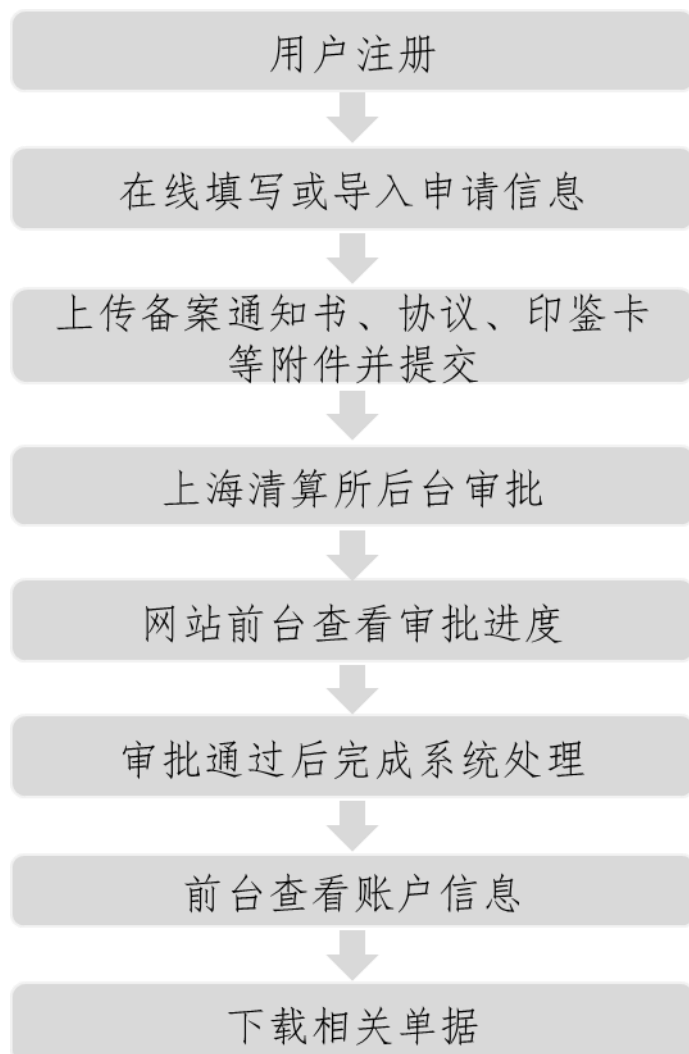 用户注册
在线填写或导入申请信息
上传备案通知书、协议、印鉴卡
等附件并提交
上海清算所后台审批
网站前台查看审批进度
审批通过后完成系统处理
前台查看账户信息
下载相关单据